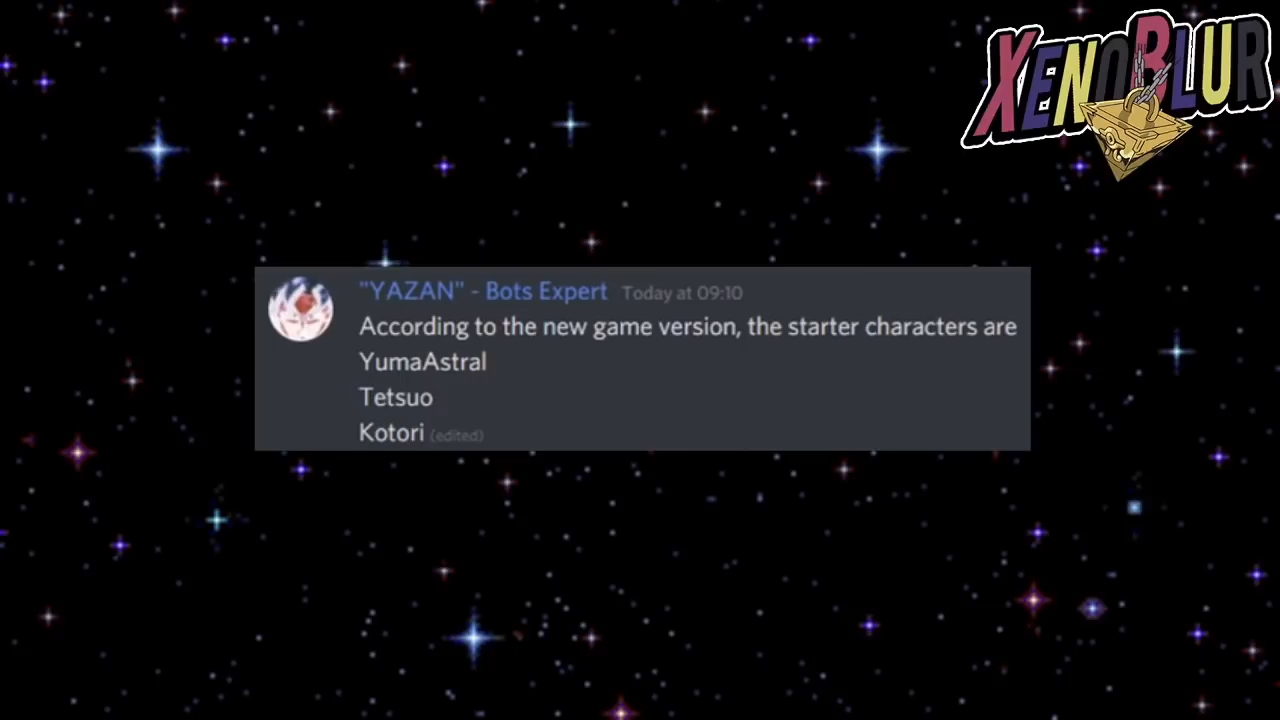 XENOBLUR
"YAZAN" - Bots Expert Today at 09:10
According to the new game version, the starter characters are
YumaAstral
Tetsuo
Kotori (edited)